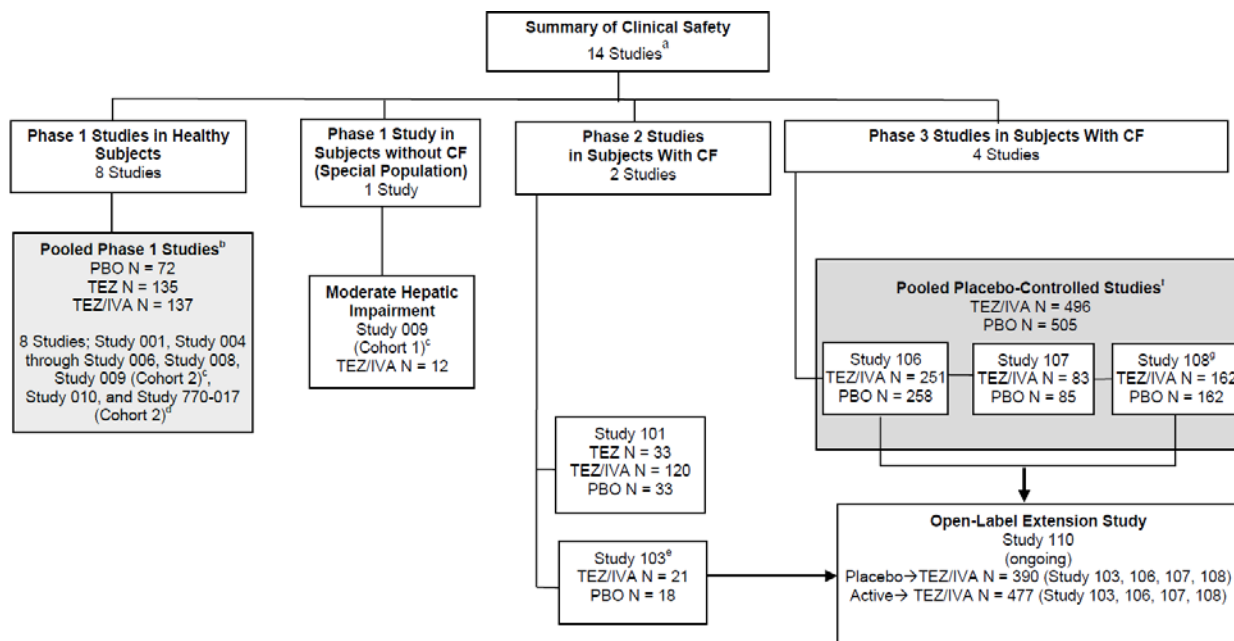 Summary of Clinical Safety
14 Studiesa
Phase 1 Studies in Healthy
Subjects
8 Studies
Phase 1 Study in
Subjects without CF
(Special Population)
1 Study
Phase 2 Studies
in Subjects With CF
2 Studies
Phase 3 Studies in Subjects With CF
4 Studies
Pooled Phase 1 Studiesb
PBO N = 72
TEZ N = 135
TEZ/IVA N = 137
8 Studies; Study 001, Study 004
through Study 006, Study 008,
Study 009 (Cohort 2)c,
Study 010, and Study 770-017
(Cohort 2)d
Moderate Hepatic
Impairment
Study 009
(Cohort 1)c
TEZ/IVA N = 12
Pooled Placebo-Controlled Studiesf
TEZ/IVA N = 496
PBO N = 505
Study 106
TEZ/IVA N = 251
PBO N = 258
Study 107
TEZ/IVA N = 83
PBO N = 85
Study 108g
TEZ/IVA N = 162
PBO N = 162
Study 101
TEZ N = 33
TEZ/IVA N = 120
PBO N = 33
Study 103e
TEZ/IVA N = 21
PBO N = 18
Open-Label Extension Study
Study 110
(ongoing)
Placebo→TEZ/IVA N = 390 (Study 103, 106, 107, 108)
Active→ TEZ/IVA N = 477 (Study 103, 106, 107, 108)